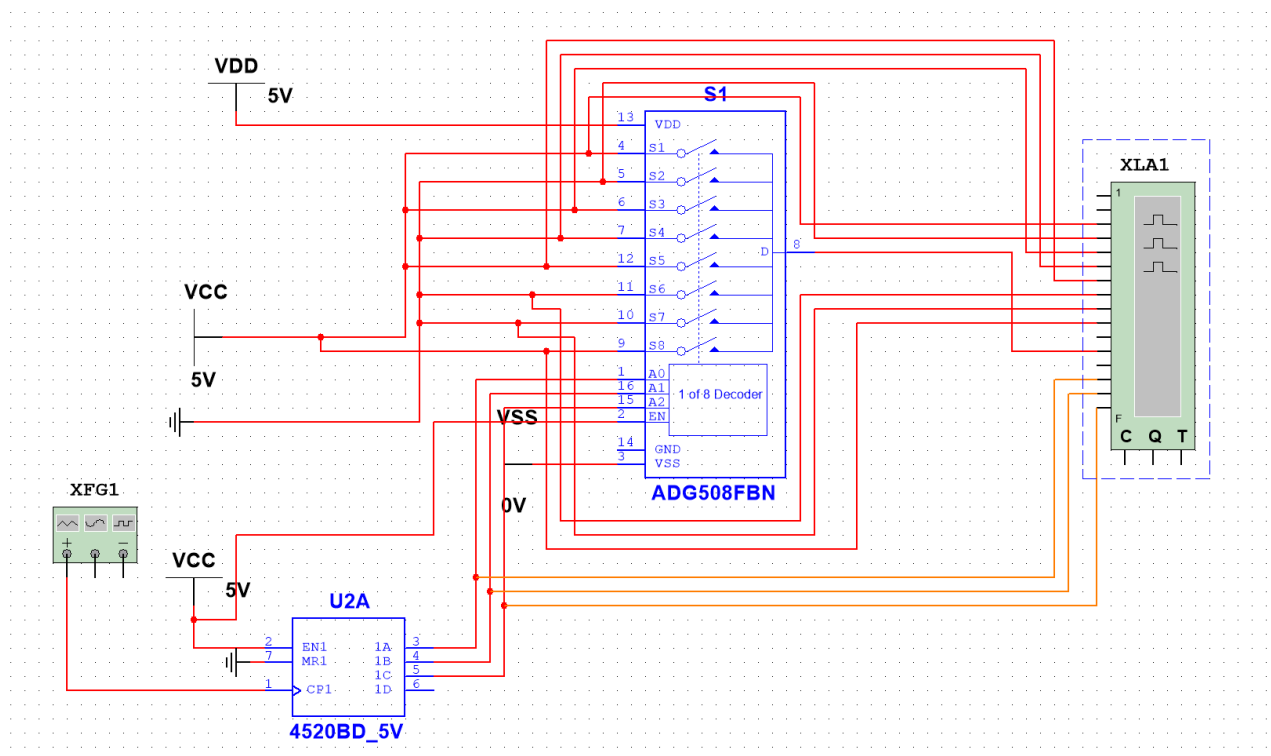 VDD
5V
S1
13 VDD
4 S1
5 S2
6 S3
7 S4
12 S5
11 S6
10 S7
9 S8
D 8
1 A0
16 A1
15 A2
2 EN
1 of 8 Decoder
14 GND
3 VSS
ADG508FBN
VCC
5V
VSS
0V
XLA1
1
F
C Q T
XFG1
+ −
VCC
5V
U2A
2 EN1 1A 3
7 MR1 1B 4
1C 5
1 CP1 1D 6
4520BD_5V